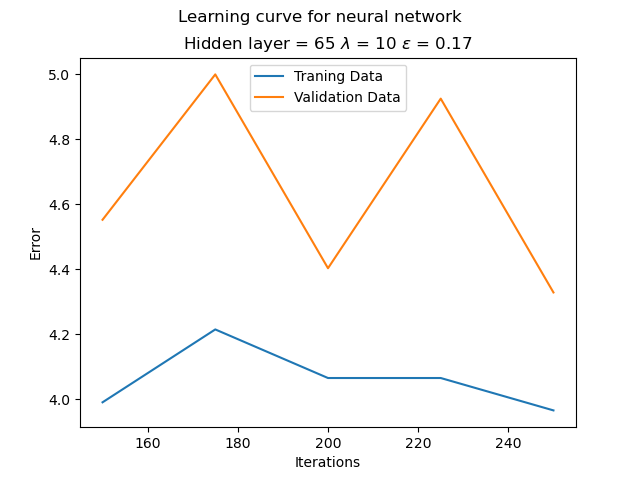 Learning curve for neural network
Hidden layer = 65 λ = 10 ε = 0.17
Traning Data
Validation Data
5.0
4.8
4.6
4.4
4.2
4.0
Error
160 180 200 220 240
Iterations